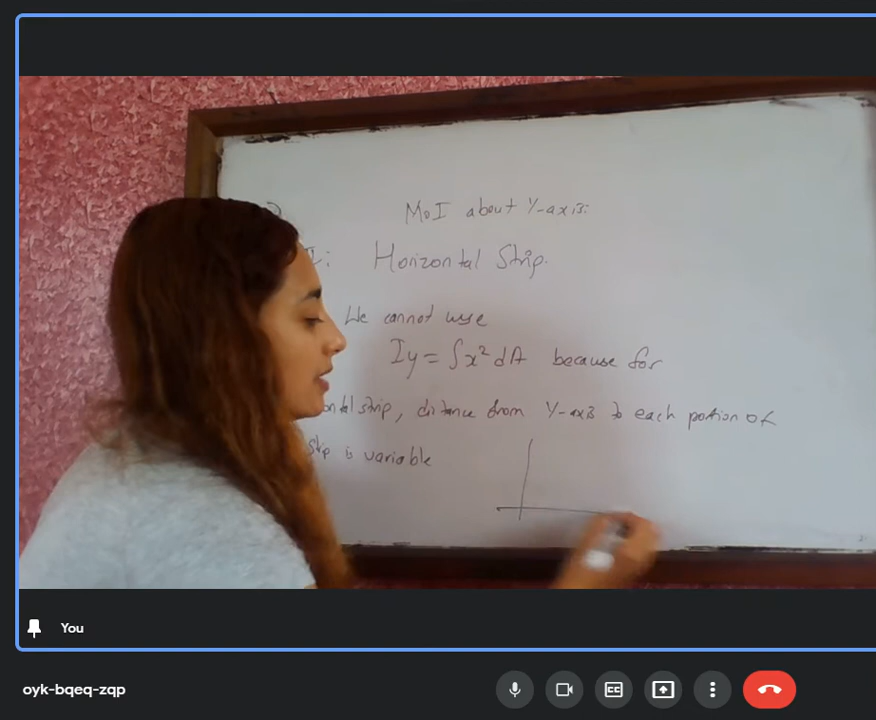 MoI about Y-axis:
I: Horizontal Strip.
We cannot use
Iy = ∫x² dA because for
ontal strip, distance from Y-axis to each portion of
strip is variable
You
oyk-bqeq-zqp
CC